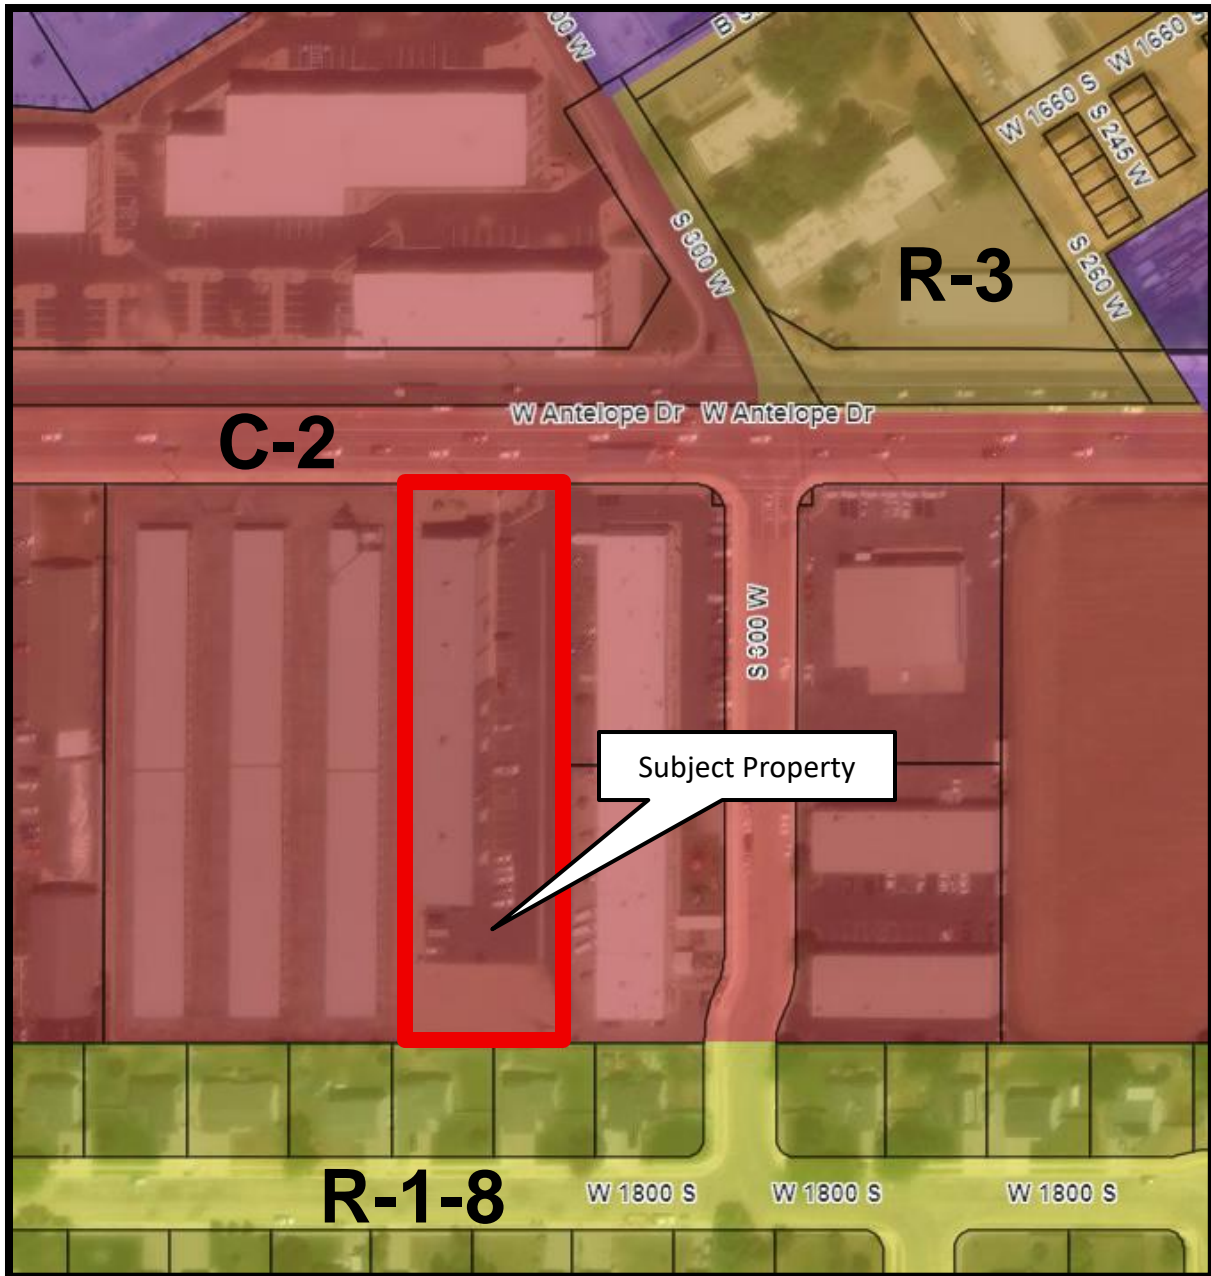 00 W
B S
W 1660 S
W 1660 S
S 245 W
S 300 W
R-3
S 260 W
W Antelope Dr W Antelope Dr
C-2
S 300 W
Subject Property
R-1-8
W 1800 S
W 1800 S
W 1800 S